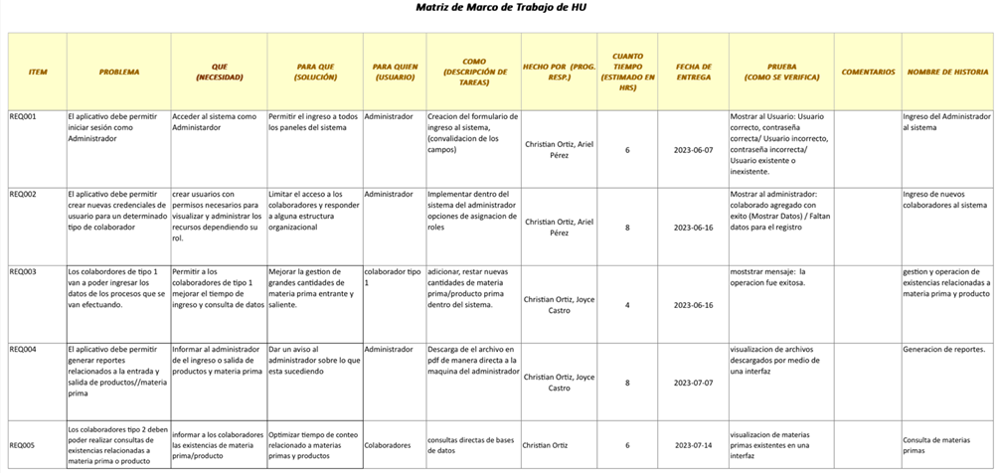 Matriz de Marco de Trabajo de HU
ITEM
PROBLEMA
QUE
(NECESIDAD)
PARA QUE
(SOLUCIÓN)
PARA QUIEN
(USUARIO)
COMO
(DESCRIPCIÓN DE
TAREAS)
HECHO POR (PROG.
RESP.)
CUANTO
TIEMPO
(ESTIMADO EN
HRS)
FECHA DE
ENTREGA
PRUEBA
(COMO SE VERIFICA)
COMENTARIOS
NOMBRE DE HISTORIA
REQ001
El aplicativo debe permitir
iniciar sesión como
Administrador
Acceder al sistema como
Administardor
Permitir el ingreso a todos
los paneles del sistema
Administrador
Creacion del formulario de
ingreso al sistema,
(convalidacion de los
campos)
Christian Ortiz, Ariel
Pérez
6
2023-06-07
Mostrar al Usuario: Usuario
correcto, contraseña
correcta/ Usuario incorrecto,
contraseña incorrecta/
Usuario existente o
inexistente.
Ingreso del Administrador
al sistema
REQ002
El aplicativo debe permitir
crear nuevas credenciales de
usuario para un determinado
tipo de colaborador
crear usuarios con
permisos necesarios para
visualizar y administrar los
recursos dependiendo su
rol.
Limitar el acceso a los
colaboradores y responder
a alguna estructura
organizacional
Administrador
Implementar dentro del
sistema del administrador
opciones de asignacion de
roles
Christian Ortiz, Ariel
Pérez
8
2023-06-16
Mostrar al administrador:
colaborado agregado con
exito (Mostrar Datos) / Faltan
datos para el registro
Ingreso de nuevos
colaboradores al sistema
REQ003
Los colabordores de tipo 1
van a poder ingresar los
datos de los procesos que se
van efectuando.
Permitir a los
colaboradores de tipo 1
mejorar el tiempo de
ingreso y consulta de datos
Mejorar la gestion de
grandes cantidades de
materia prima entrante y
saliente.
colaborador tipo
1
adicionar, restar nuevas
cantidades de materia
prima/producto prima
dentro del sistema.
Christian Ortiz, Joyce
Castro
4
2023-06-16
moststrar mensaje: la
operacion fue exitosa.
gestion y operacion de
existencias relacionadas a
materia prima y producto
REQ004
El aplicativo debe permitir
generar reportes
relacionados a la entrada y
salida de productos//materia
prima
Informar al administrador
de el ingreso o salida de
productos y materia prima
Dar un aviso al
administrador sobre lo que
esta sucediendo
Administrador
Descarga de el archivo en
pdf de manera directa a la
maquina del administrador
Christian Ortiz, Joyce
Castro
8
2023-07-07
visualizacion de archivos
descargados por medio de
una interfaz
Generacion de reportes.
REQ005
Los colaboradores tipo 2 deben
poder realizar consultas de
existencias relacionadas a
materia prima o producto
informar a los colaboradores
las existencias de materia
prima/producto
Optimizar tiempo de conteo
relacionado a materias
primas y productos
Colaboradores
consultas directas de bases
de datos
Christian Ortiz
6
2023-07-14
visualizacion de materias
primas existentes en una
interfaz
Consulta de materias
primas